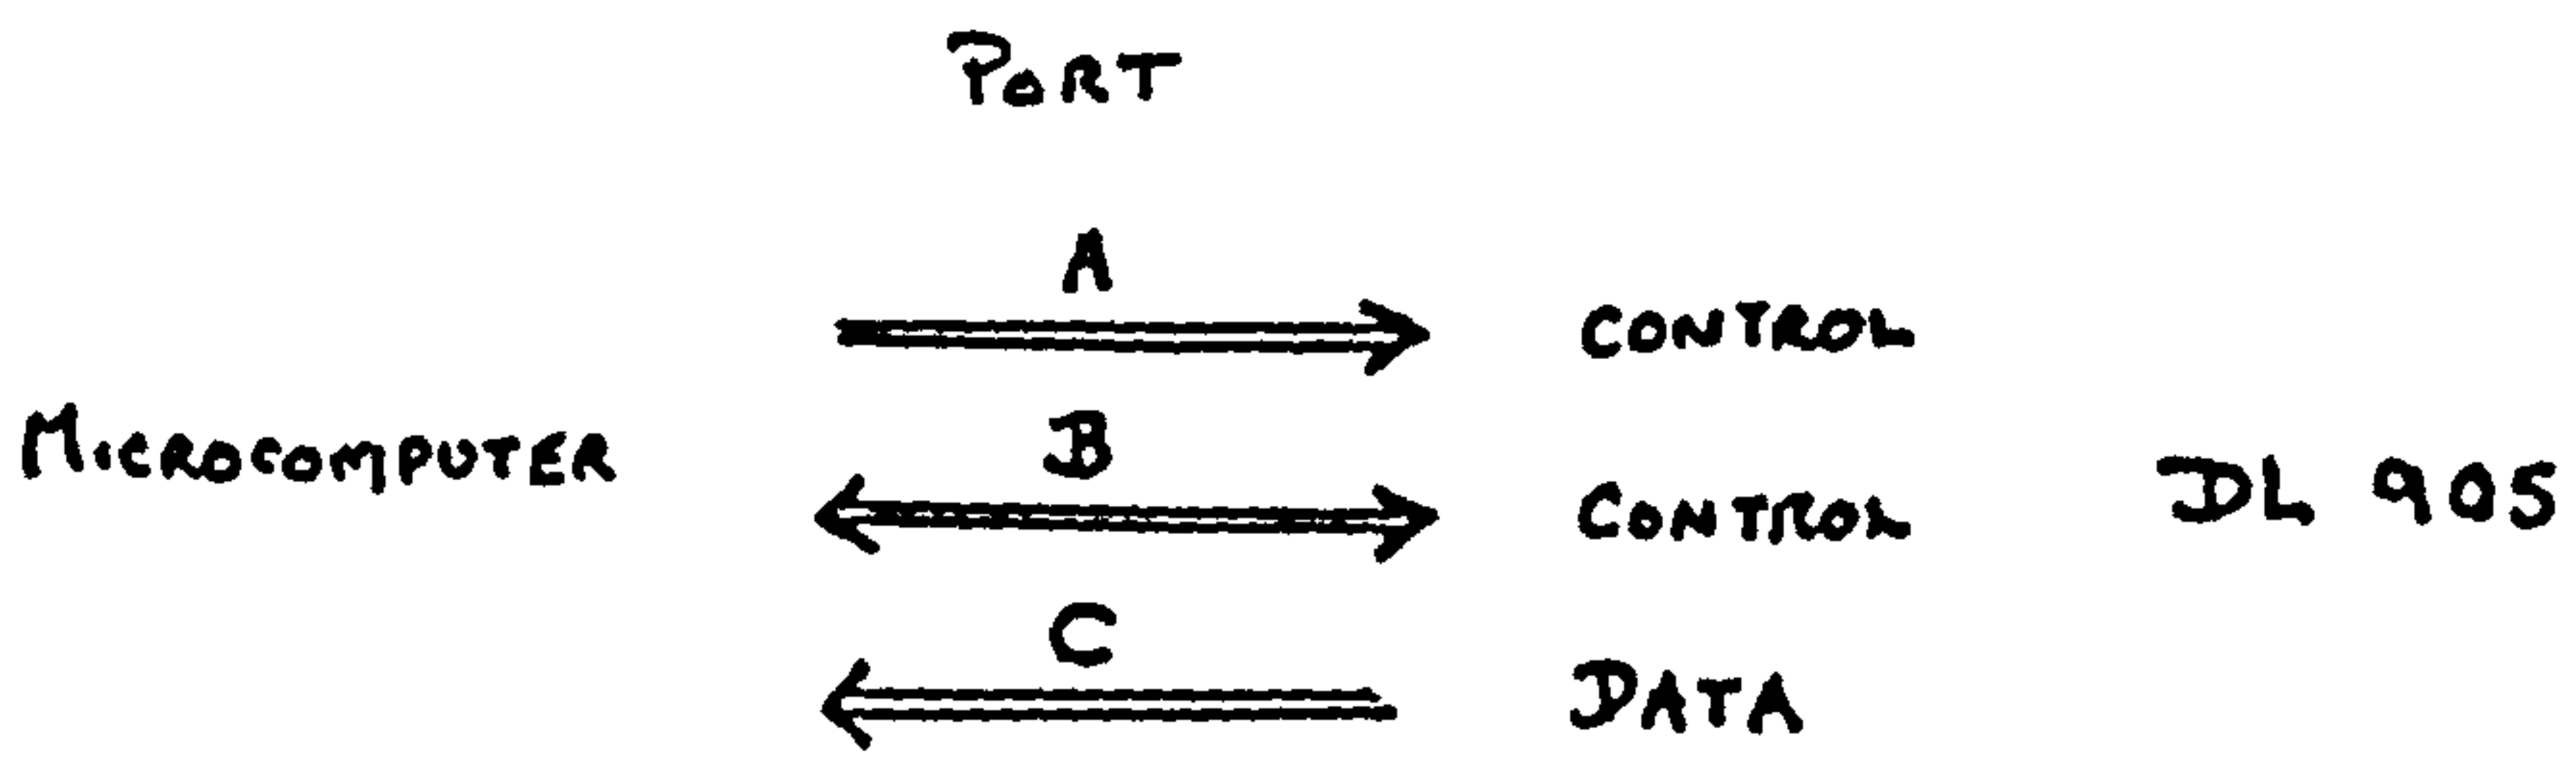 PORT
A
CONTROL
MICROCOMPUTER
B
CONTROL
DL 905
C
DATA